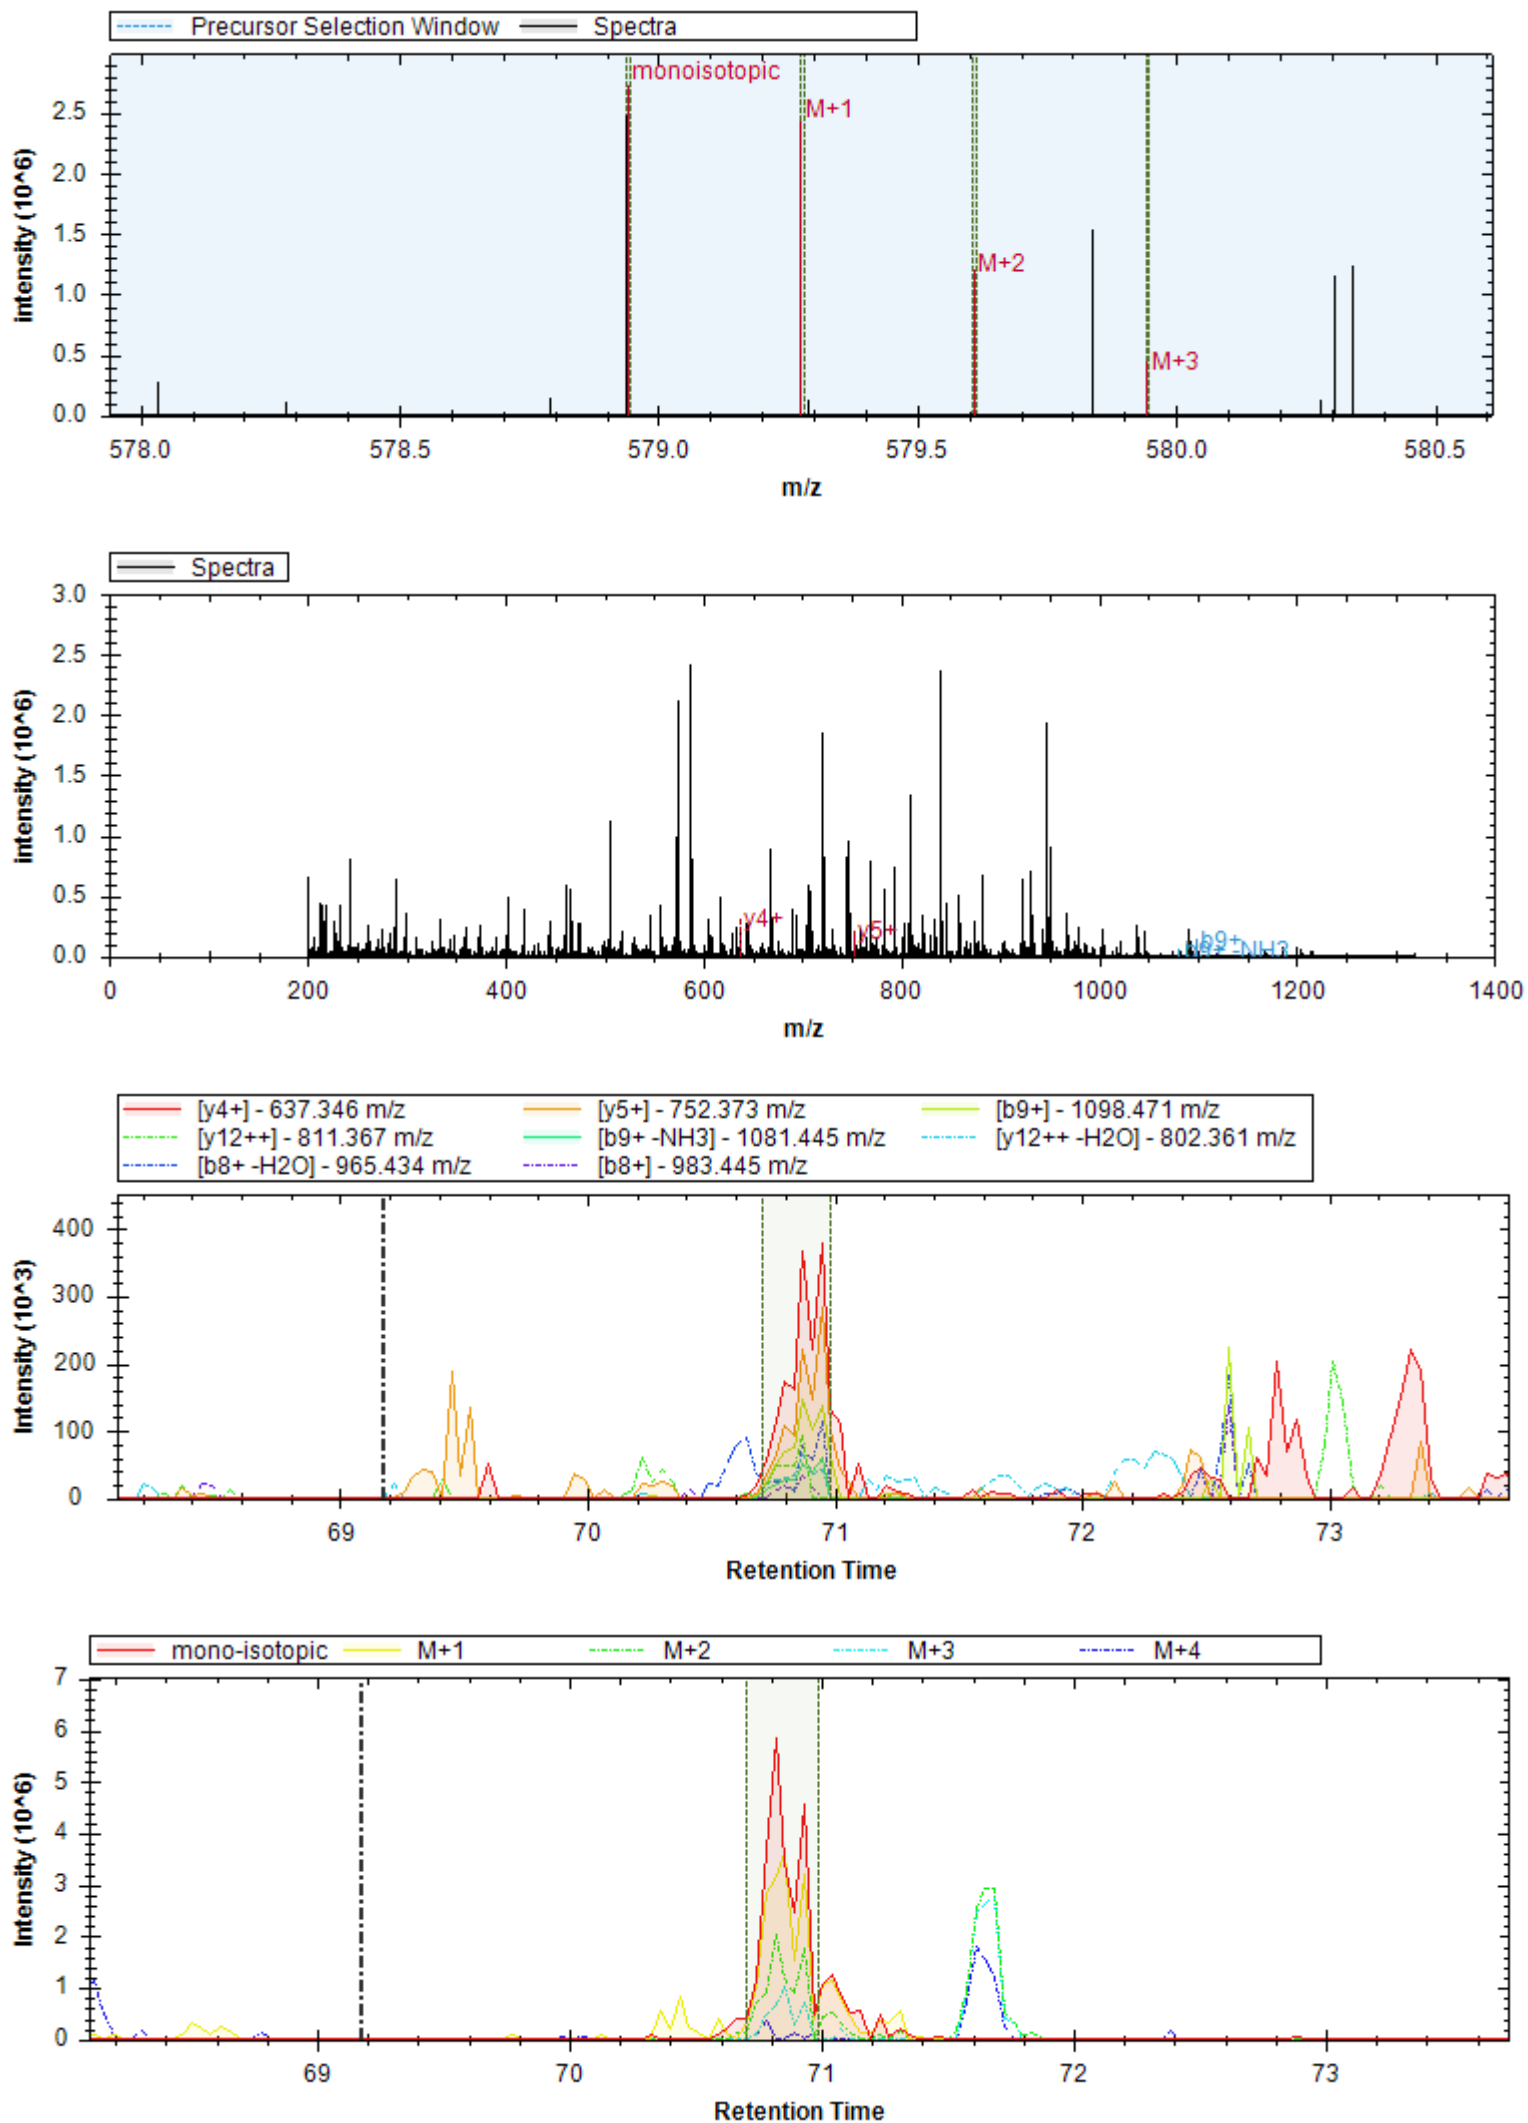 Precursor Selection Window Spectra
monoisotopic
M+1
M+2
M+3
2.5
2.0
1.5
1.0
0.5
0.0
intensity (10^6)
578.0 578.5 579.0 579.5 580.0 580.5
m/z
Spectra
3.0
2.5
2.0
1.5
1.0
0.5
0.0
intensity (10^6)
y4+
y5+
b9+
b9+ -NH3
0 200 400 600 800 1000 1200 1400
m/z
[y4+] - 637.346 m/z [y5+] - 752.373 m/z [b9+] - 1098.471 m/z
[y12++] - 811.367 m/z [b9+ -NH3] - 1081.445 m/z [y12++ -H2O] - 802.361 m/z
[b8+ -H2O] - 965.434 m/z [b8+] - 983.445 m/z
400
300
200
100
0
Intensity (10^3)
69 70 71 72 73
Retention Time
mono-isotopic M+1 M+2 M+3 M+4
7
6
5
4
3
2
1
0
Intensity (10^6)
69 70 71 72 73
Retention Time